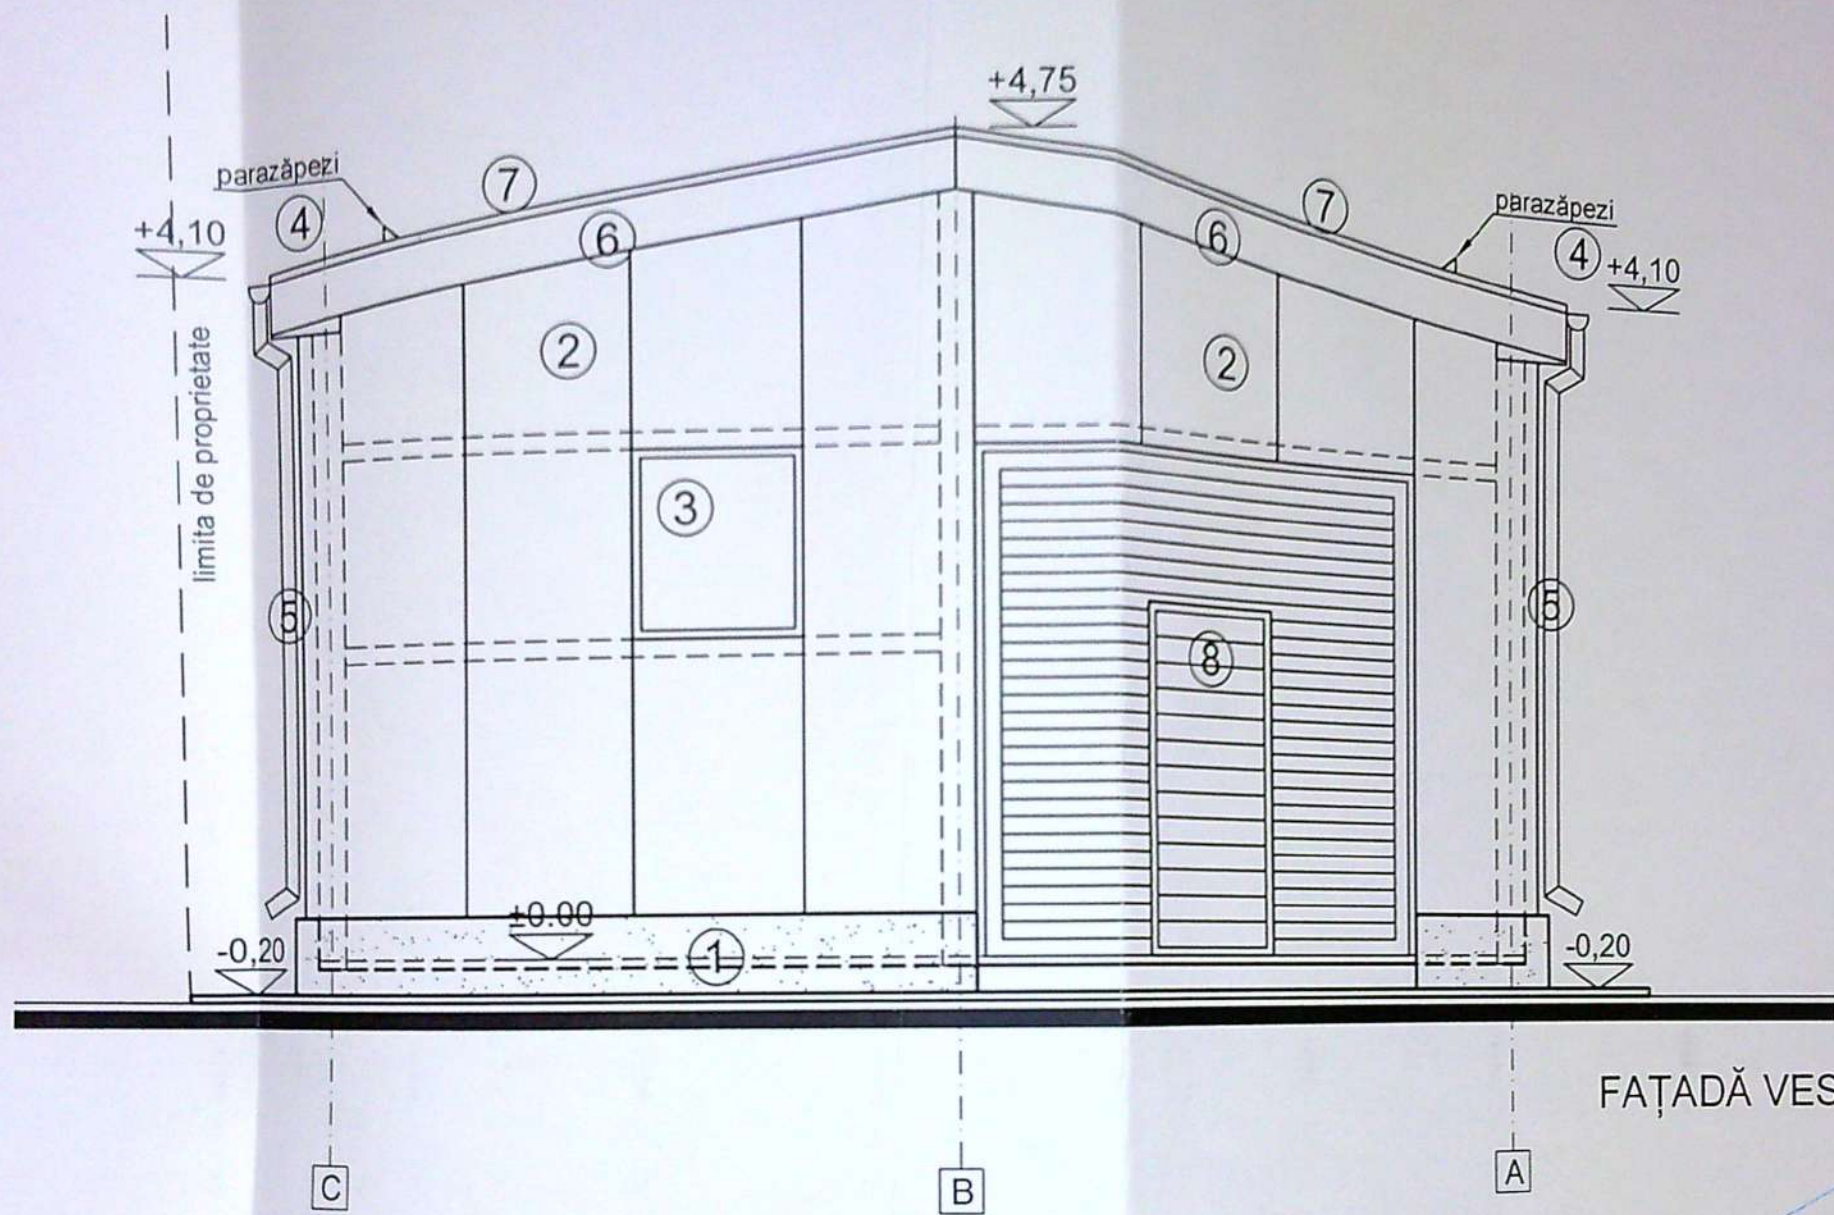 +4,75
parazăpezi
7
7
parazăpezi
+4,10
4
6
6
4
+4,10
limita de proprietate
2
2
3
5
5
8
±0.00
-0,20
1
-0,20
FAȚADĂ VES
C
B
A